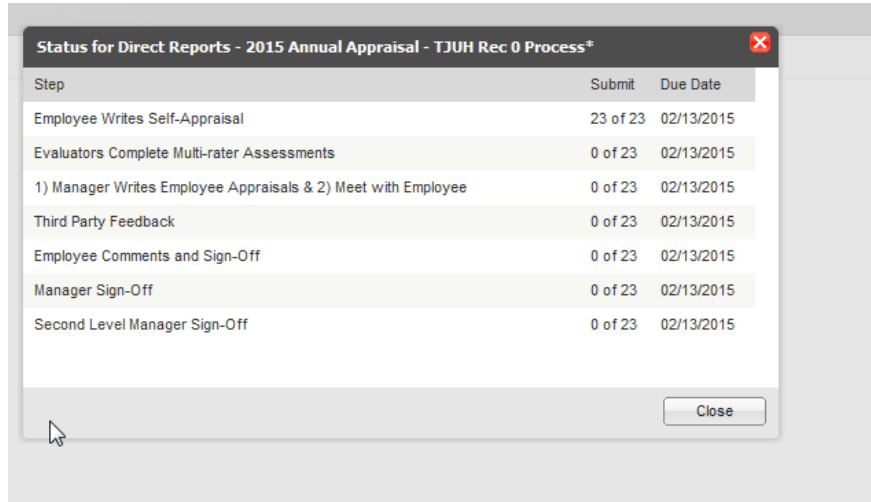 Status for Direct Reports - 2015 Annual Appraisal - TJUH Rec 0 Process*
Step Submit Due Date
Employee Writes Self-Appraisal 23 of 23 02/13/2015
Evaluators Complete Multi-rater Assessments 0 of 23 02/13/2015
1) Manager Writes Employee Appraisals & 2) Meet with Employee 0 of 23 02/13/2015
Third Party Feedback 0 of 23 02/13/2015
Employee Comments and Sign-Off 0 of 23 02/13/2015
Manager Sign-Off 0 of 23 02/13/2015
Second Level Manager Sign-Off 0 of 23 02/13/2015
Close